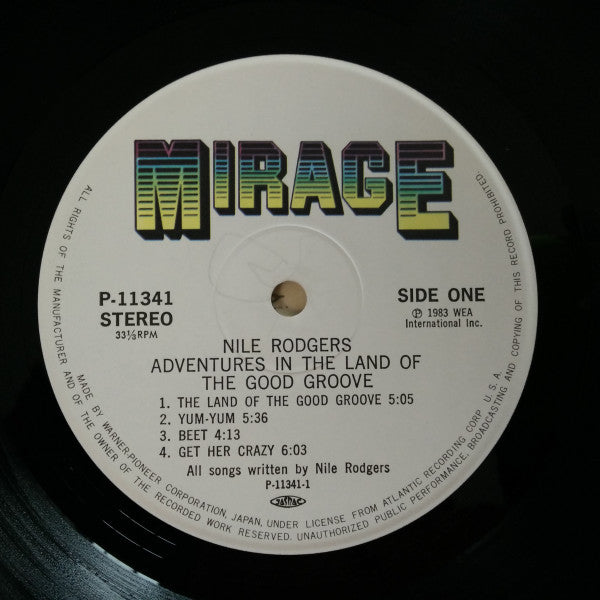 MIRAGE
P-11341
STEREO
33⅓RPM
SIDE ONE
Ⓟ 1983 WEA
International Inc.
NILE RODGERS
ADVENTURES IN THE LAND OF
THE GOOD GROOVE
1. THE LAND OF THE GOOD GROOVE 5:05
2. YUM-YUM 5:36
3. BEET 4:13
4. GET HER CRAZY 6:03
All songs written by Nile Rodgers
P-11341-1
JASRAC
ALL RIGHTS OF THE MANUFACTURER AND OF THE OWNER OF THE RECORDED WORK RESERVED. UNAUTHORIZED PUBLIC PERFORMANCE, BROADCASTING AND COPYING OF THIS RECORD PROHIBITED.
MADE BY WARNER-PIONEER CORPORATION, JAPAN, UNDER LICENSE FROM ATLANTIC RECORDING CORP. U.S.A.